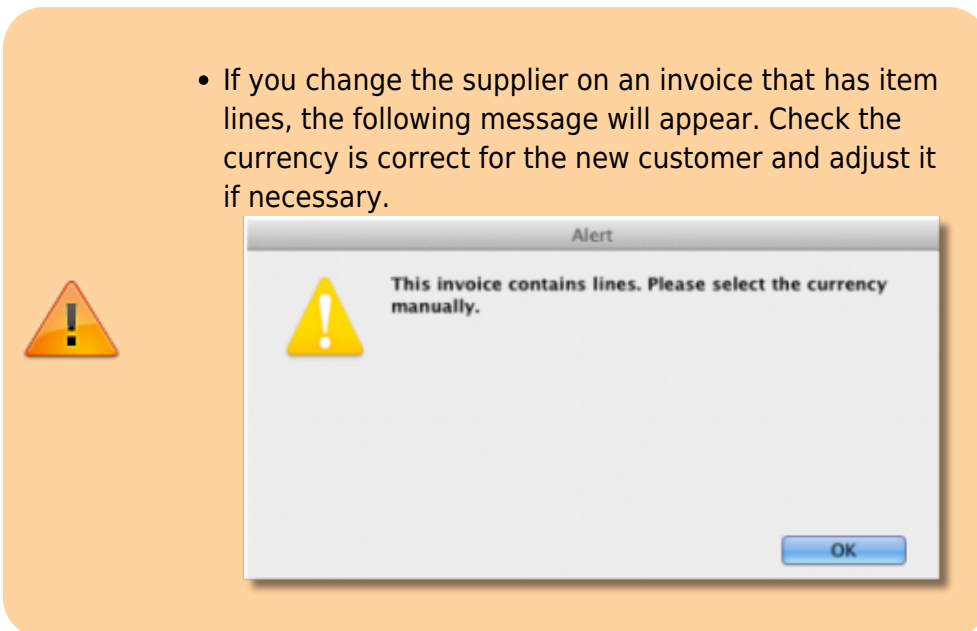 • If you change the supplier on an invoice that has item
lines, the following message will appear. Check the
currency is correct for the new customer and adjust it
if necessary.
Alert
This invoice contains lines. Please select the currency
manually.
OK